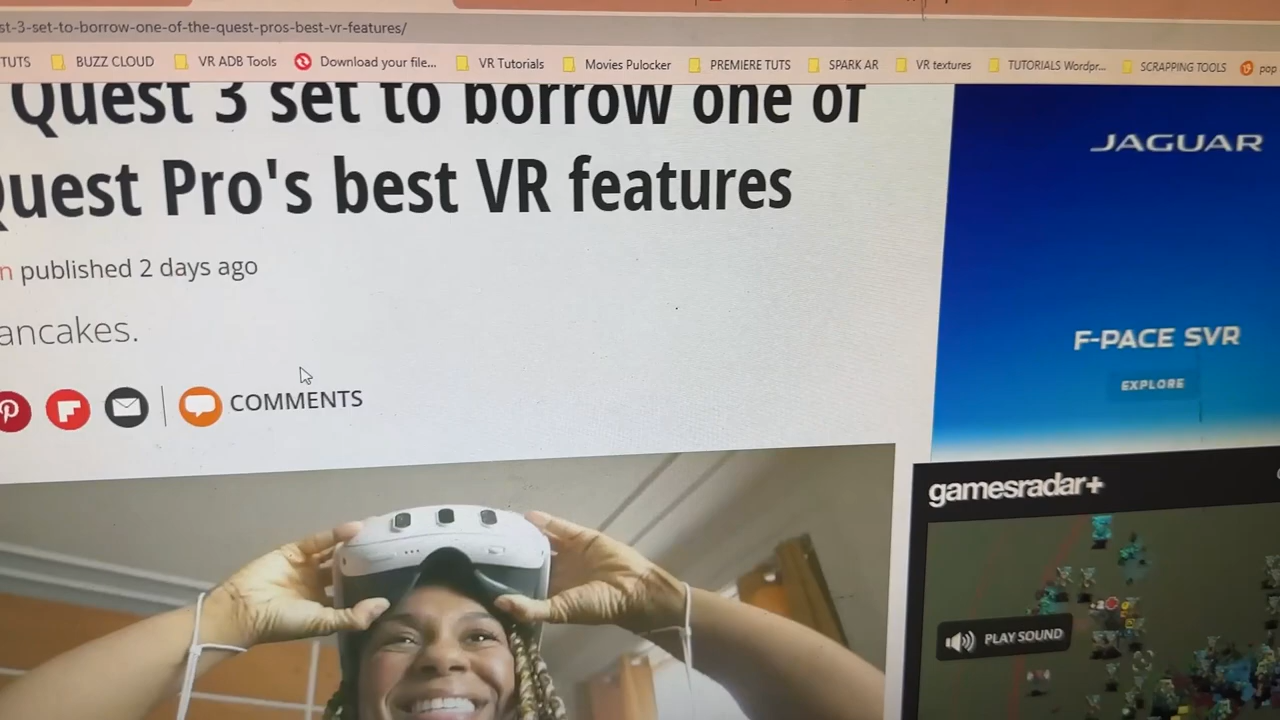 st-3-set-to-borrow-one-of-the-quest-pros-best-vr-features/
TUTS BUZZ CLOUD VR ADB Tools Download your file... VR Tutorials Movies Pulocker PREMIERE TUTS SPARK AR VR textures TUTORIALS Wordpr... SCRAPPING TOOLS pop
Quest 3 set to borrow one of
Quest Pro's best VR features
n published 2 days ago
ancakes.
COMMENTS
JAGUAR
F-PACE SVR
EXPLORE
gamesradar+
PLAY SOUND